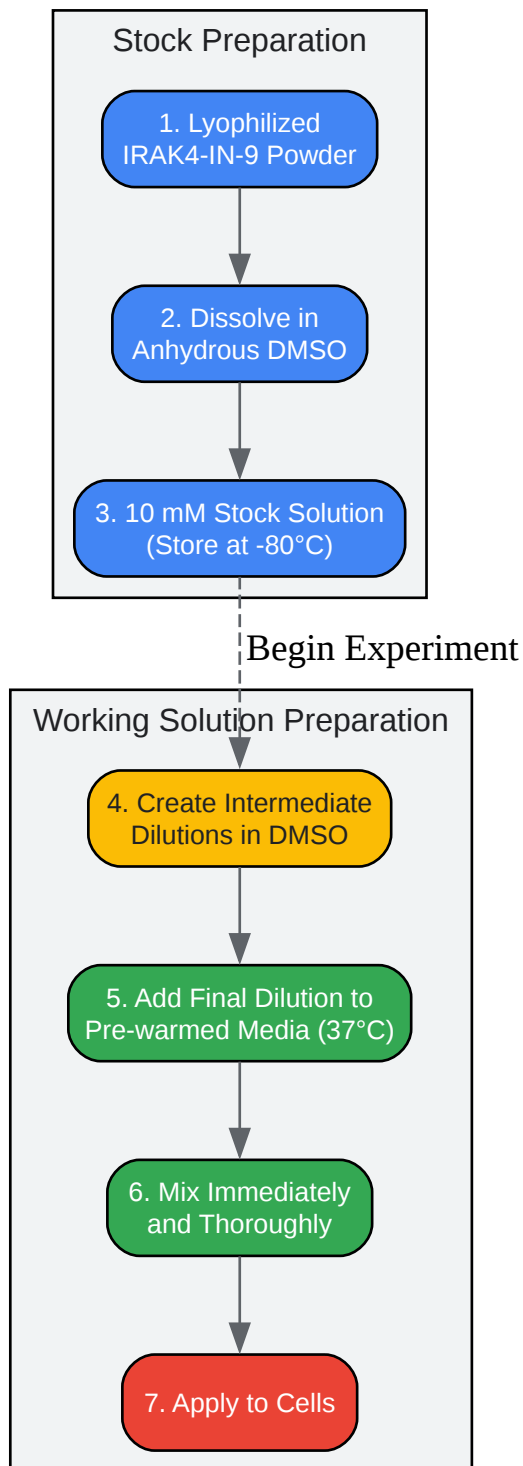 Stock Preparation
1. Lyophilized
IRAK4-IN-9 Powder
2. Dissolve in
Anhydrous DMSO
3. 10 mM Stock Solution
(Store at -80°C)
Begin Experiment
Working Solution Preparation
4. Create Intermediate
Dilutions in DMSO
5. Add Final Dilution to
Pre-warmed Media (37°C)
6. Mix Immediately
and Thoroughly
7. Apply to Cells